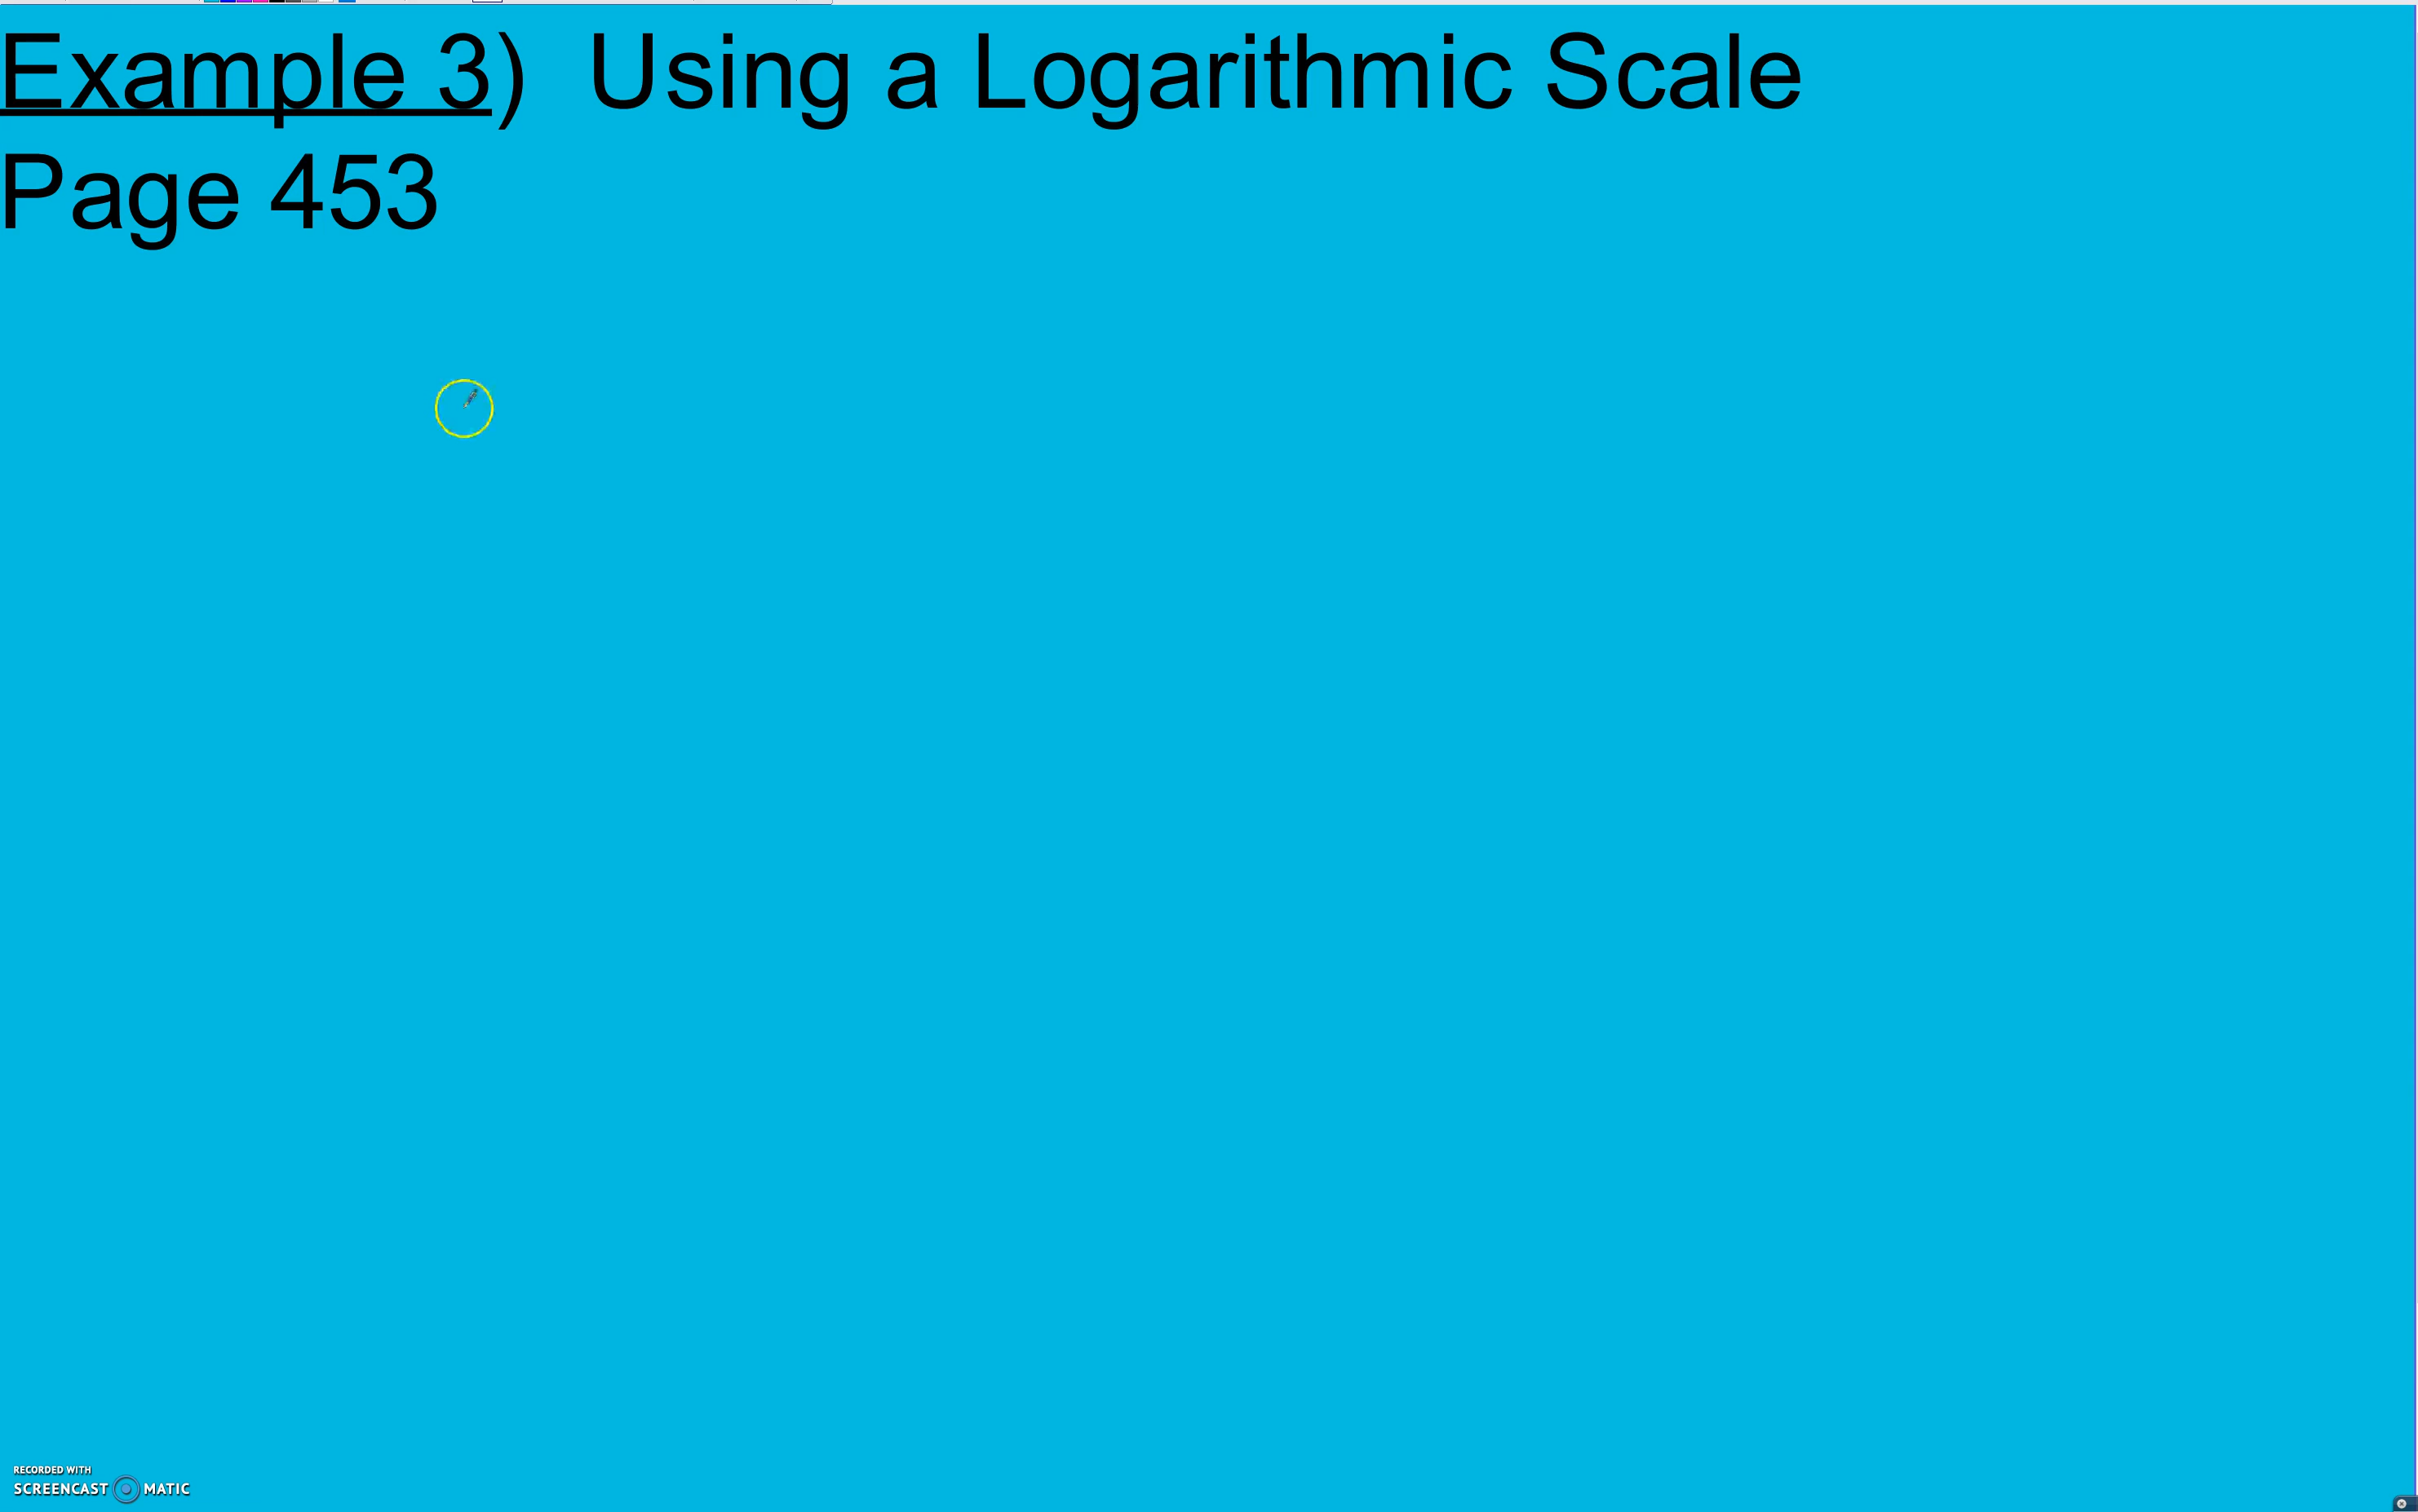 Example 3) Using a Logarithmic Scale
Page 453
RECORDED WITH
SCREENCAST MATIC